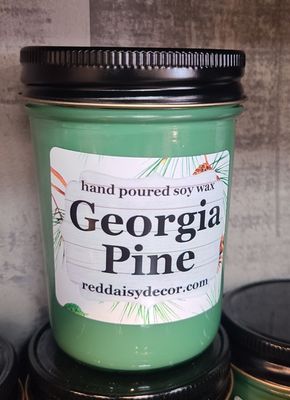 hand poured soy wax
Georgia
Pine
reddaisydecor.com